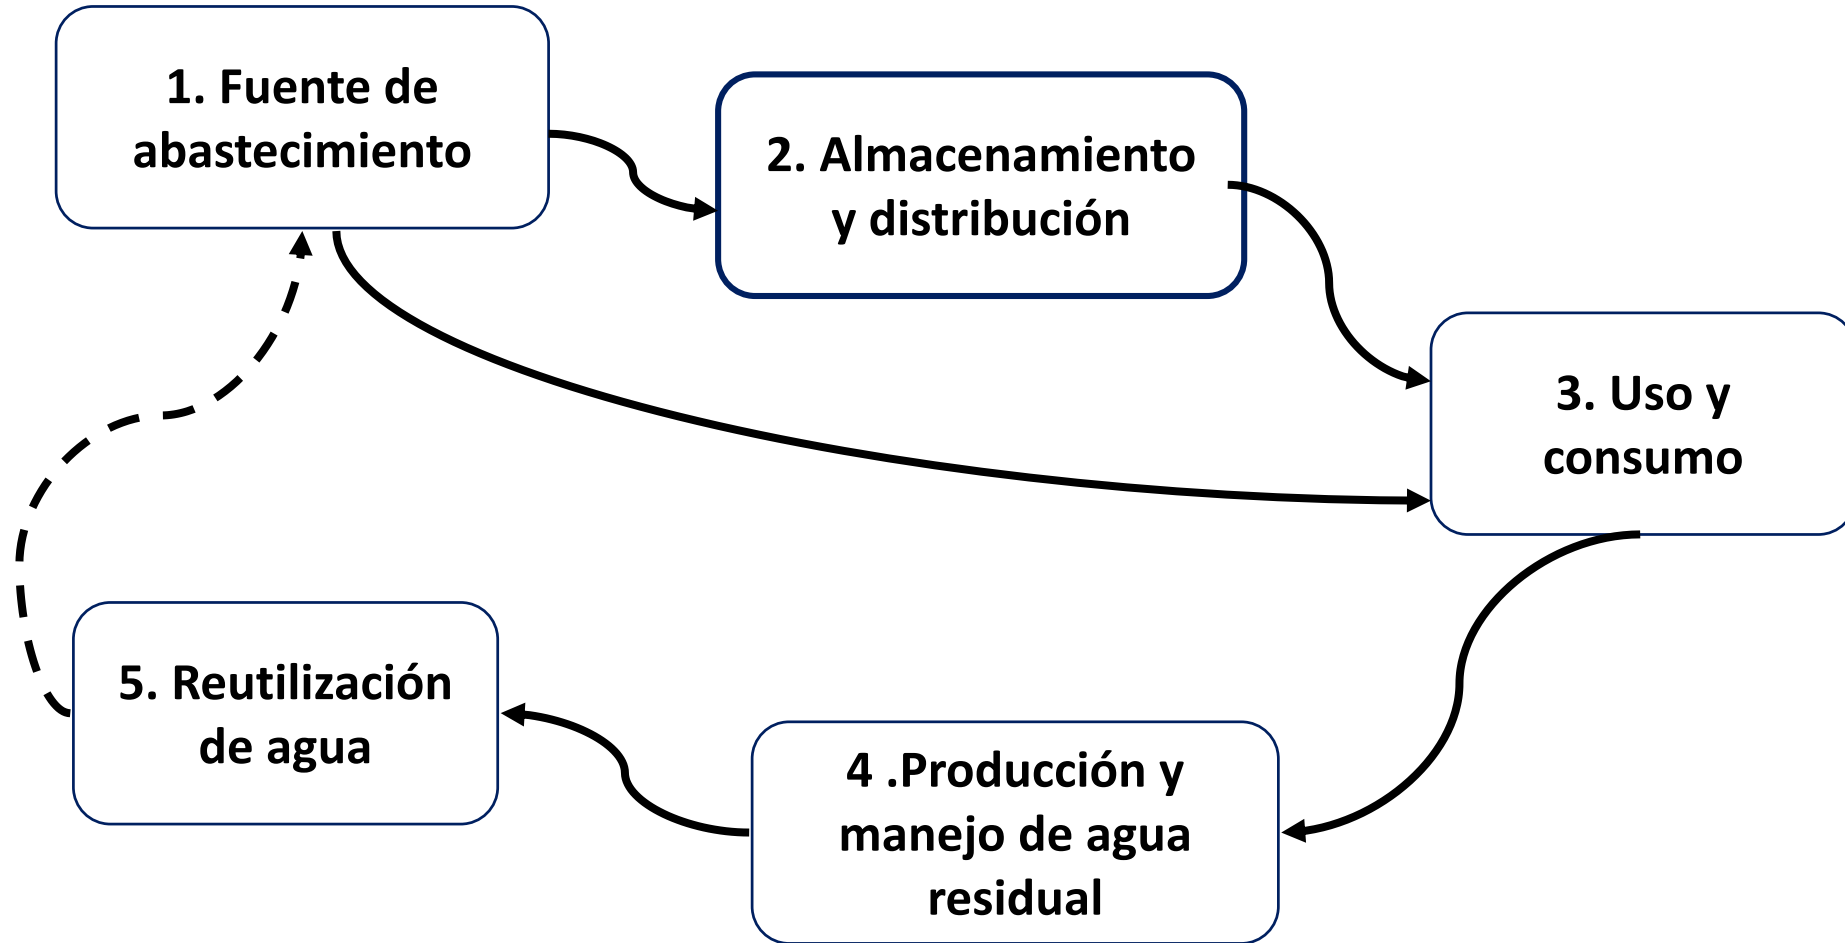 1. Fuente de
abastecimiento
2. Almacenamiento
y distribución
3. Uso y
consumo
4 .Producción y
manejo de agua
residual
5. Reutilización
de agua